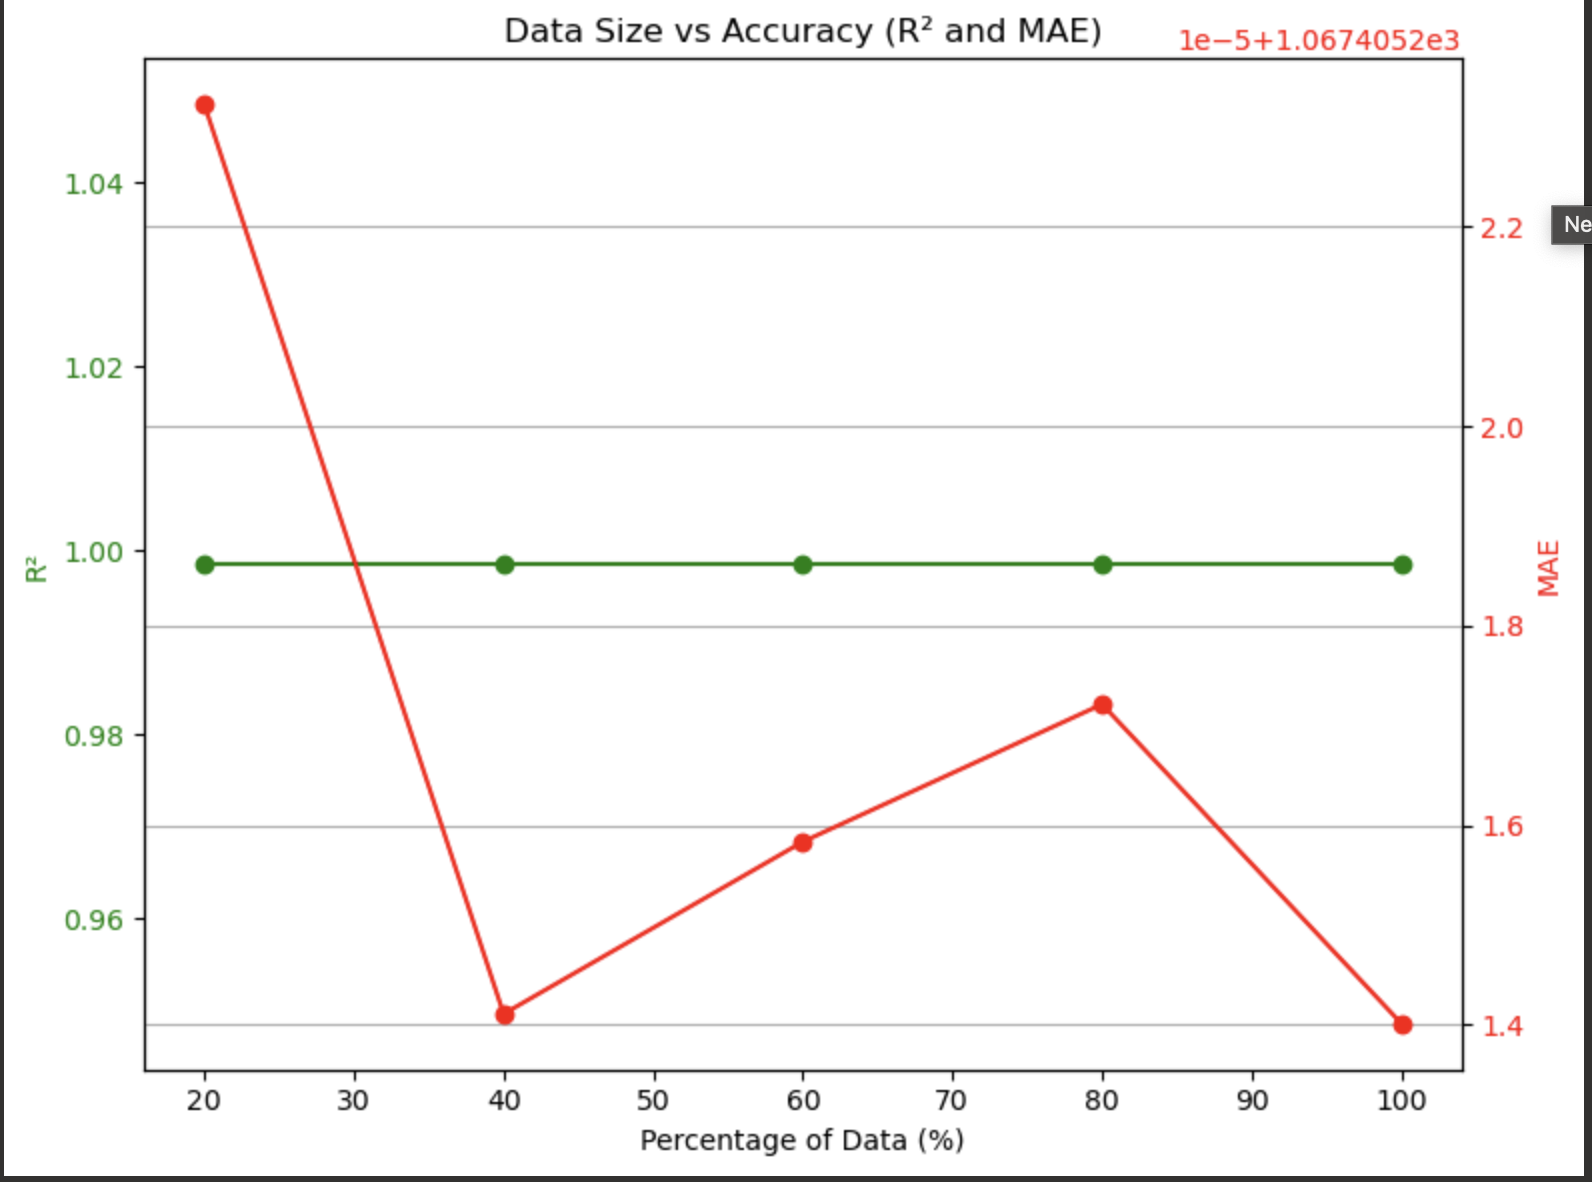 Data Size vs Accuracy (R² and MAE)
1e−5+1.0674052e3
1.04
1.02
1.00
0.98
0.96
R²
2.2
2.0
1.8
1.6
1.4
MAE
Ne
20 30 40 50 60 70 80 90 100
Percentage of Data (%)